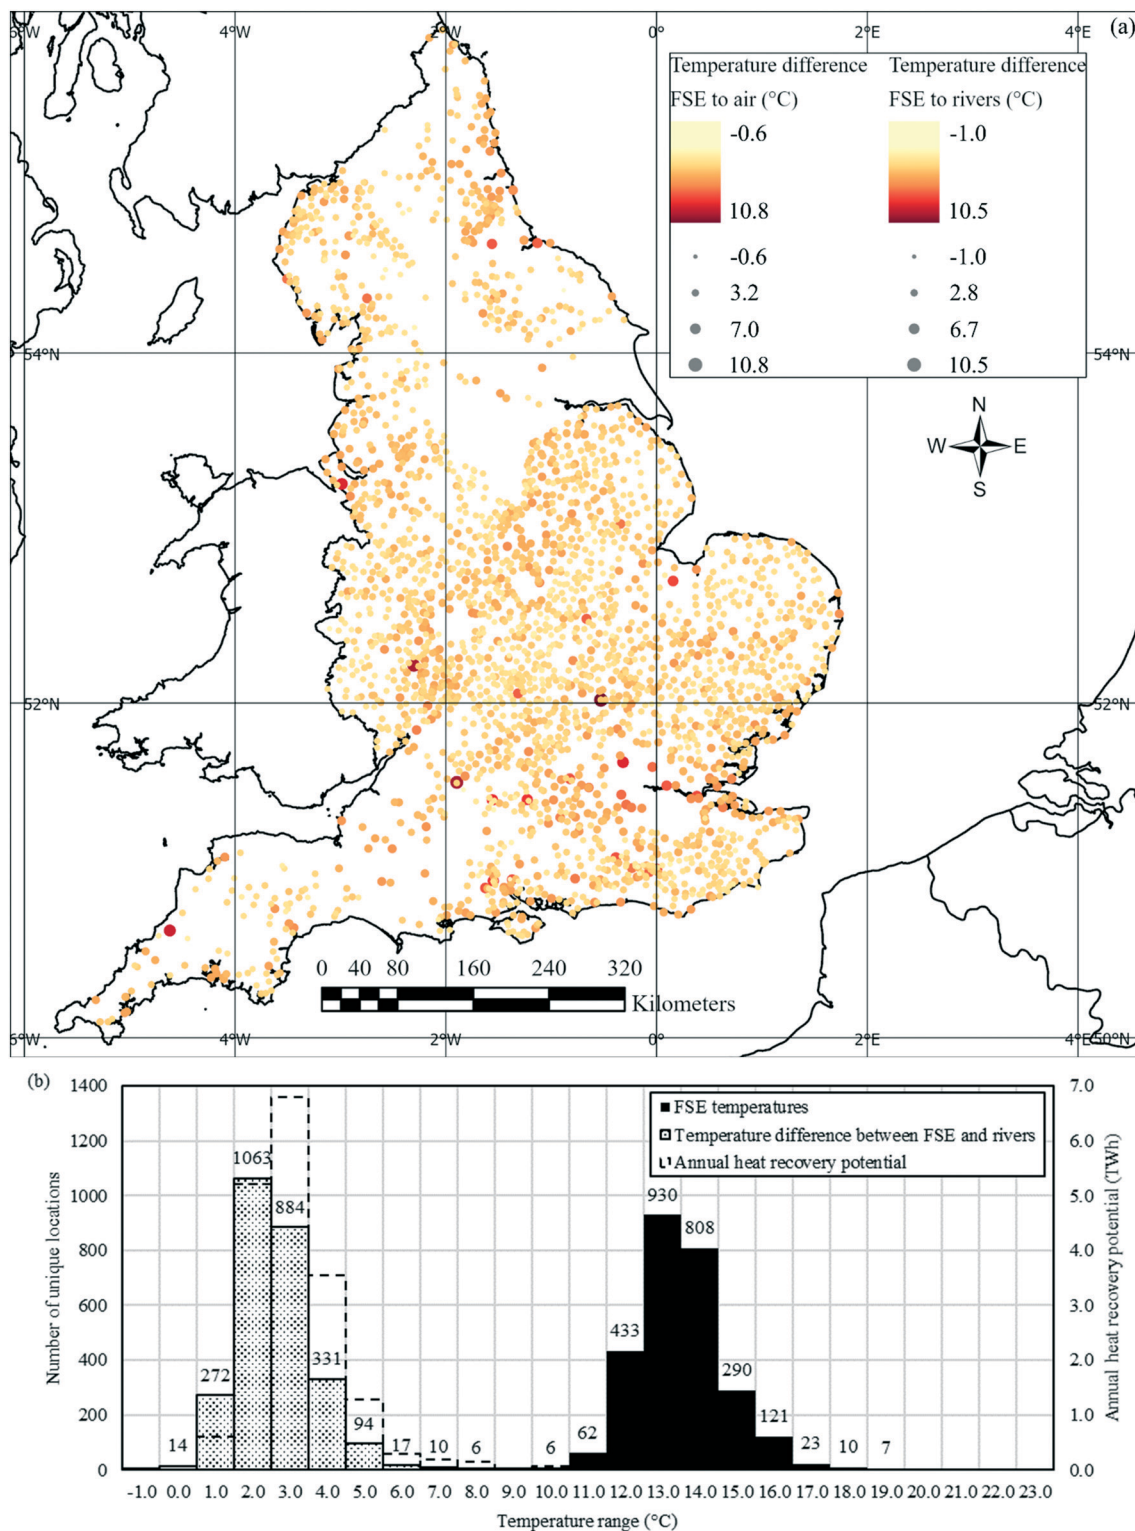 6°W 4°W 2°W 0° 2°E 4°E (a)
Temperature difference
FSE to air (°C)
-0.6
10.8
-0.6
3.2
7.0
10.8
Temperature difference
FSE to rivers (°C)
-1.0
10.5
-1.0
2.8
6.7
10.5
54°N 54°N
N
W E
S
52°N 52°N
0 40 80 160 240 320
Kilometers
6°W 4°W 2°W 0° 2°E 4°E 50°N
(b)
1400
1200
1000
800
600
400
200
0
Number of unique locations
FSE temperatures
Temperature difference between FSE and rivers
Annual heat recovery potential
14 272 1063 884 331 94 17 10 6 6 62 433 930 808 290 121 23 10 7
7.0
6.0
5.0
4.0
3.0
2.0
1.0
0.0
Annual heat recovery potential (TWh)
-1.0 0.0 1.0 2.0 3.0 4.0 5.0 6.0 7.0 8.0 9.0 10.0 11.0 12.0 13.0 14.0 15.0 16.0 17.0 18.0 19.0 20.0 21.0 22.0 23.0
Temperature range (°C)